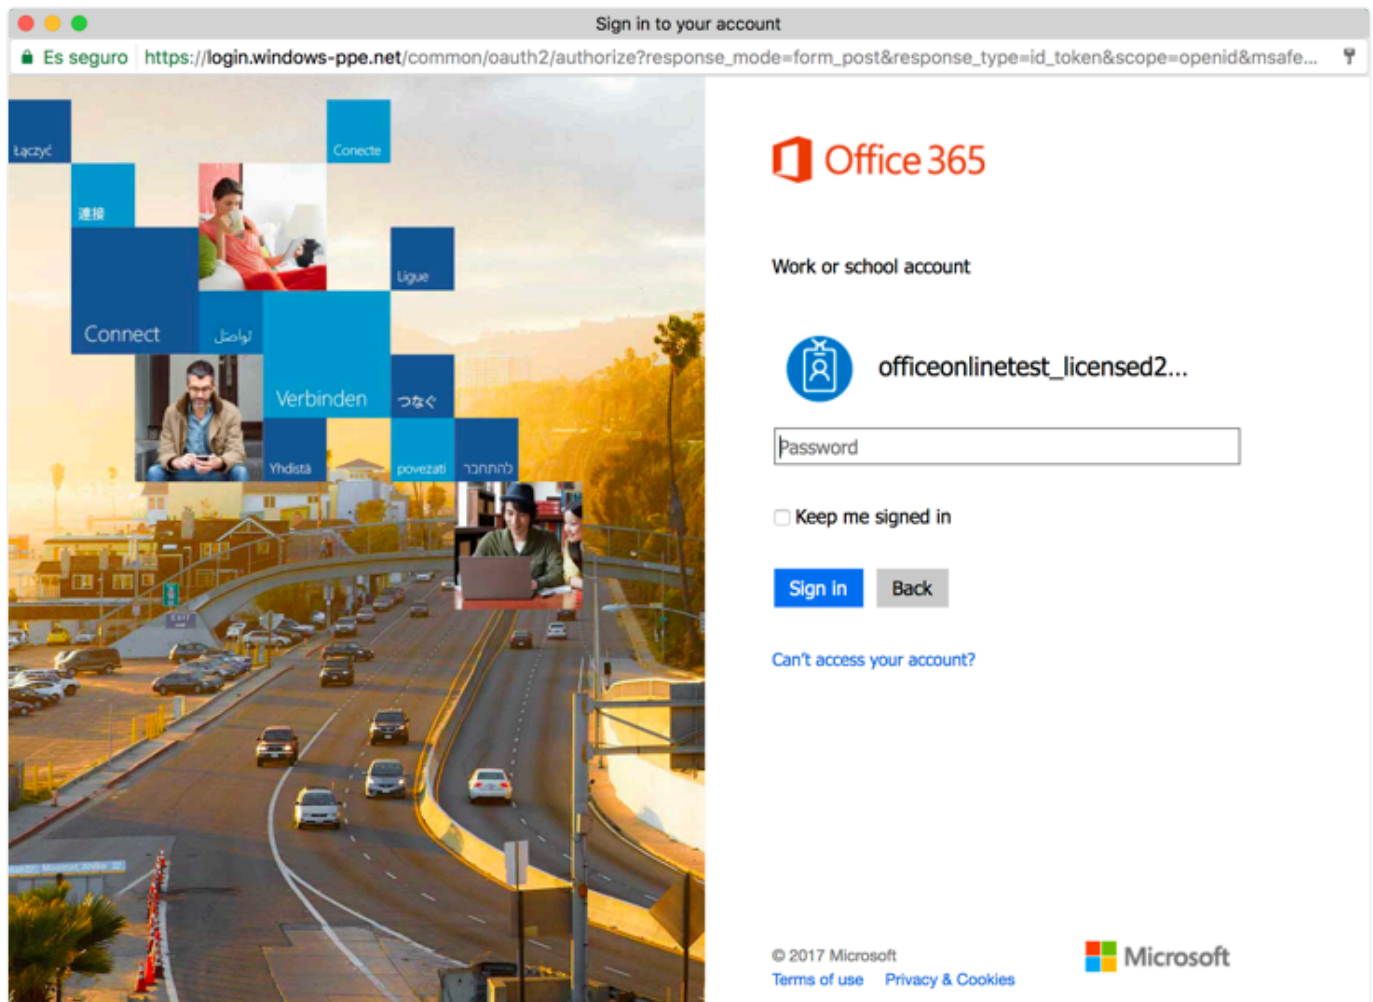 Sign in to your account
Es seguro https://login.windows-ppe.net/common/oauth2/authorize?response_mode=form_post&response_type=id_token&scope=openid&msafe...
Łączyć
Conecte
連接
Ligue
Connect
تواصل
Verbinden
つなぐ
Yhdistä
povezati
להתחבר
EXIT
Office 365
Work or school account
officeonlinetest_licensed2...
Password
Keep me signed in
Sign in
Back
Can't access your account?
© 2017 Microsoft
Terms of use
Privacy & Cookies
Microsoft